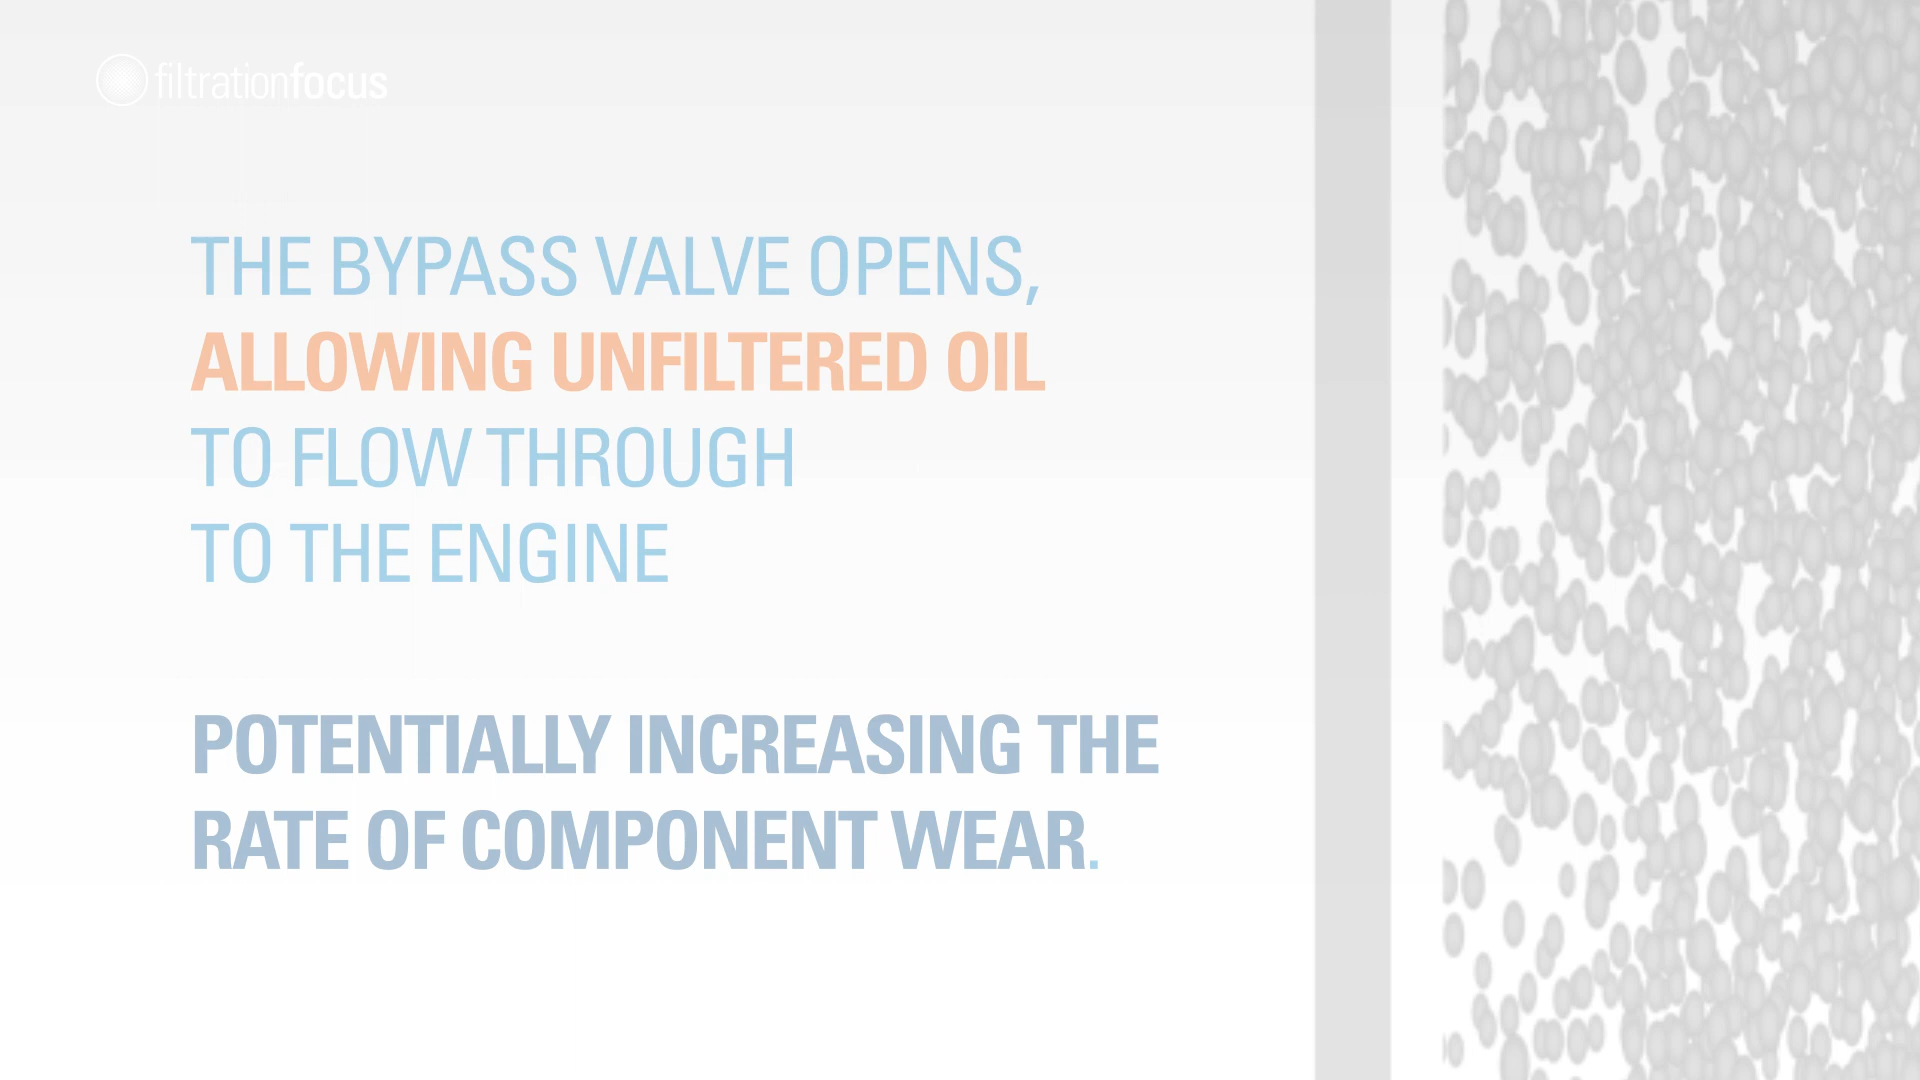 filtrationfocus
THE BYPASS VALVE OPENS,
ALLOWING UNFILTERED OIL
TO FLOW THROUGH
TO THE ENGINE
POTENTIALLY INCREASING THE
RATE OF COMPONENT WEAR.